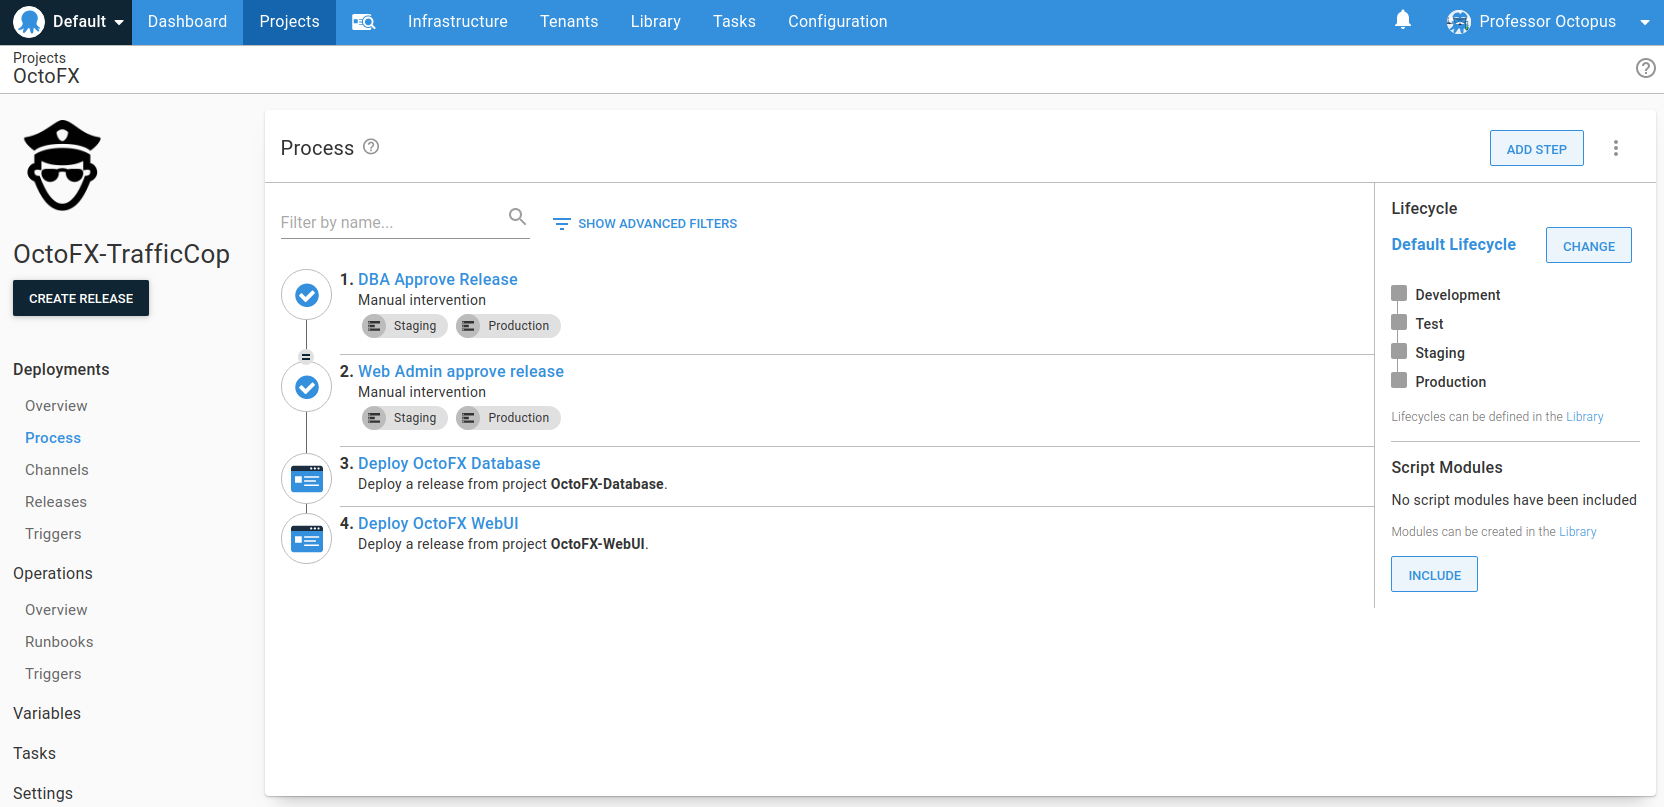 Default Dashboard Projects Infrastructure Tenants Library Tasks Configuration Professor Octopus
Projects
OctoFX
OctoFX-TrafficCop
CREATE RELEASE
Deployments
Overview
Process
Channels
Releases
Triggers
Operations
Overview
Runbooks
Triggers
Variables
Tasks
Settings
Process
ADD STEP
Filter by name...
SHOW ADVANCED FILTERS
1. DBA Approve Release
Manual intervention
Staging Production
2. Web Admin approve release
Manual intervention
Staging Production
3. Deploy OctoFX Database
Deploy a release from project OctoFX-Database.
4. Deploy OctoFX WebUI
Deploy a release from project OctoFX-WebUI.
Lifecycle
Default Lifecycle
CHANGE
Development
Test
Staging
Production
Lifecycles can be defined in the Library
Script Modules
No script modules have been included
Modules can be created in the Library
INCLUDE